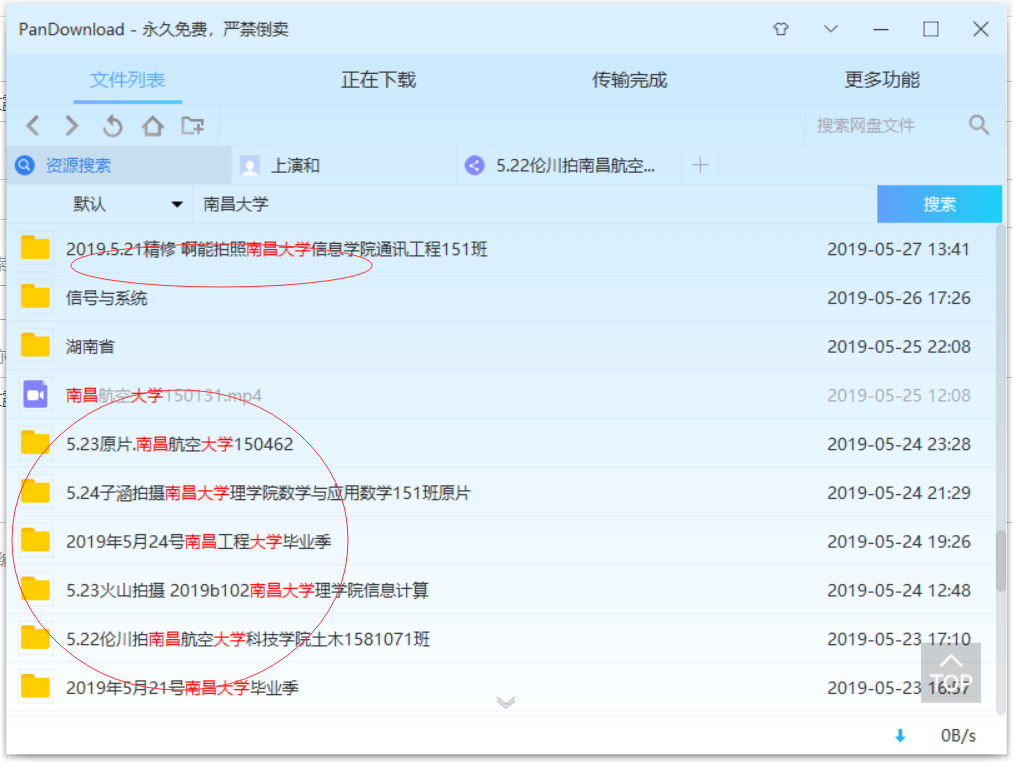 PanDownload - 永久免费，严禁倒卖
文件列表 正在下载 传输完成 更多功能
搜索网盘文件
资源搜索 上演和 5.22伦川拍南昌航空...
默认 南昌大学 搜索
2019.5.21精修 啊能拍照南昌大学信息学院通讯工程151班 2019-05-27 13:41
信号与系统 2019-05-26 17:26
湖南省 2019-05-25 22:08
南昌航空大学150131.mp4 2019-05-25 12:08
5.23原片.南昌航空大学150462 2019-05-24 23:28
5.24子涵拍摄南昌大学理学院数学与应用数学151班原片 2019-05-24 21:29
2019年5月24号南昌工程大学毕业季 2019-05-24 19:26
5.23火山拍摄 2019b102南昌大学理学院信息计算 2019-05-24 12:48
5.22伦川拍南昌航空大学科技学院土木1581071班 2019-05-23 17:10
2019年5月21号南昌大学毕业季 2019-05-23 16:57
TOP
0B/s